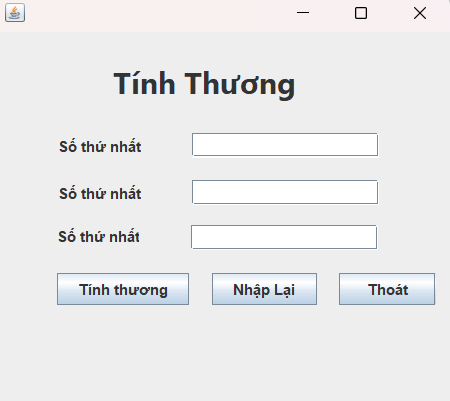 Tính Thương
Số thứ nhất
Số thứ nhất
Số thứ nhất
Tính thương Nhập Lại Thoát